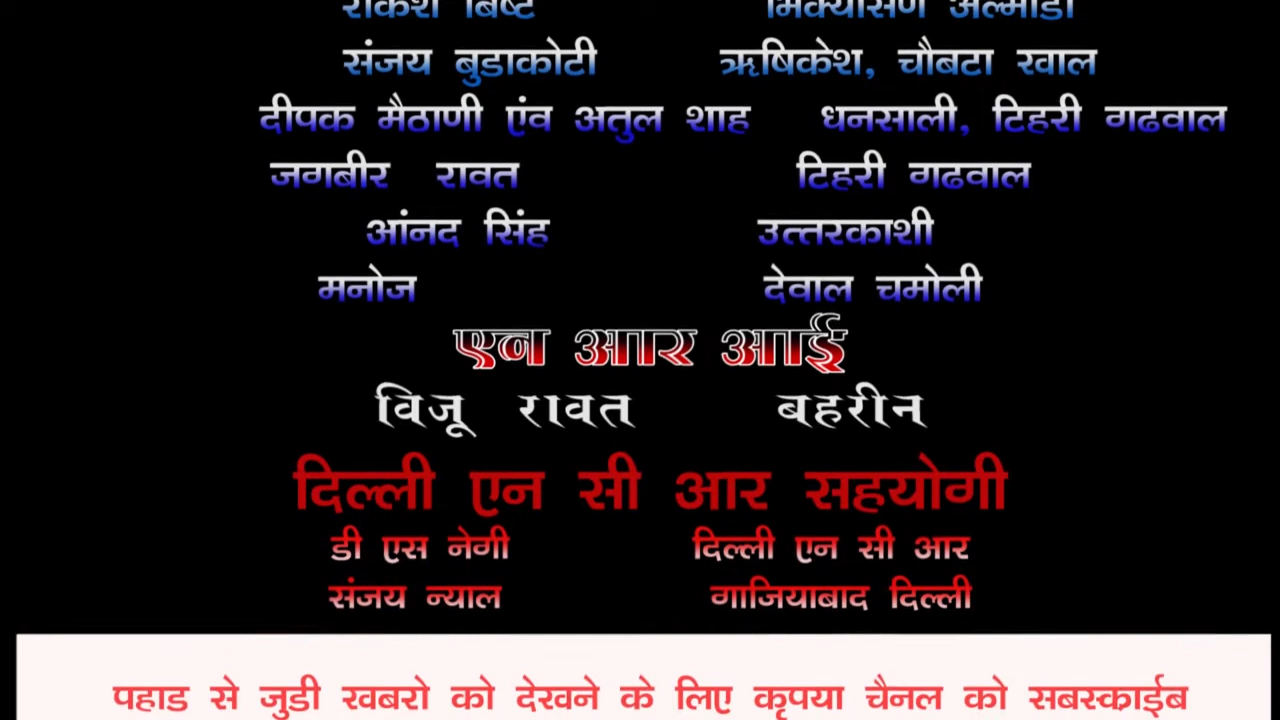 राकेश बिष्ट भिक्यासैण अल्मोडा
संजय बुडाकोटी ऋषिकेश, चौबटा खाल
दीपक मैठाणी एंव अतुल शाह धनसाली, टिहरी गढवाल
जगबीर रावत टिहरी गढवाल
आंनद सिंह उत्तरकाशी
मनोज देवाल चमोली
एन आर आई
विजू रावत बहरीन
दिल्ली एन सी आर सहयोगी
डी एस नेगी दिल्ली एन सी आर
संजय न्याल गाजियाबाद दिल्ली
पहाड से जुडी खबरो को देखने के लिए कृपया चैनल को सबस्क्राईब